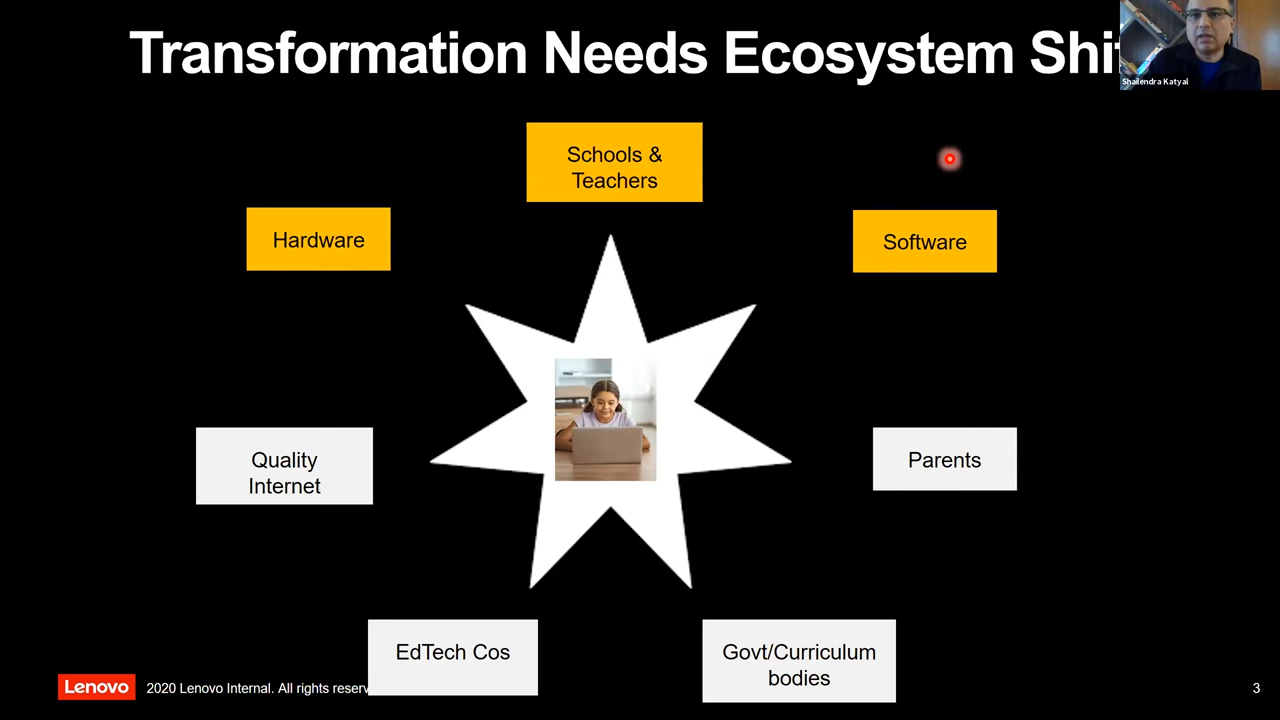 Transformation Needs Ecosystem Shi
Shailendra Katyal
Schools &
Teachers
Hardware
Software
Quality
Internet
Parents
EdTech Cos
Govt/Curriculum
bodies
Lenovo
2020 Lenovo Internal. All rights reserv
3